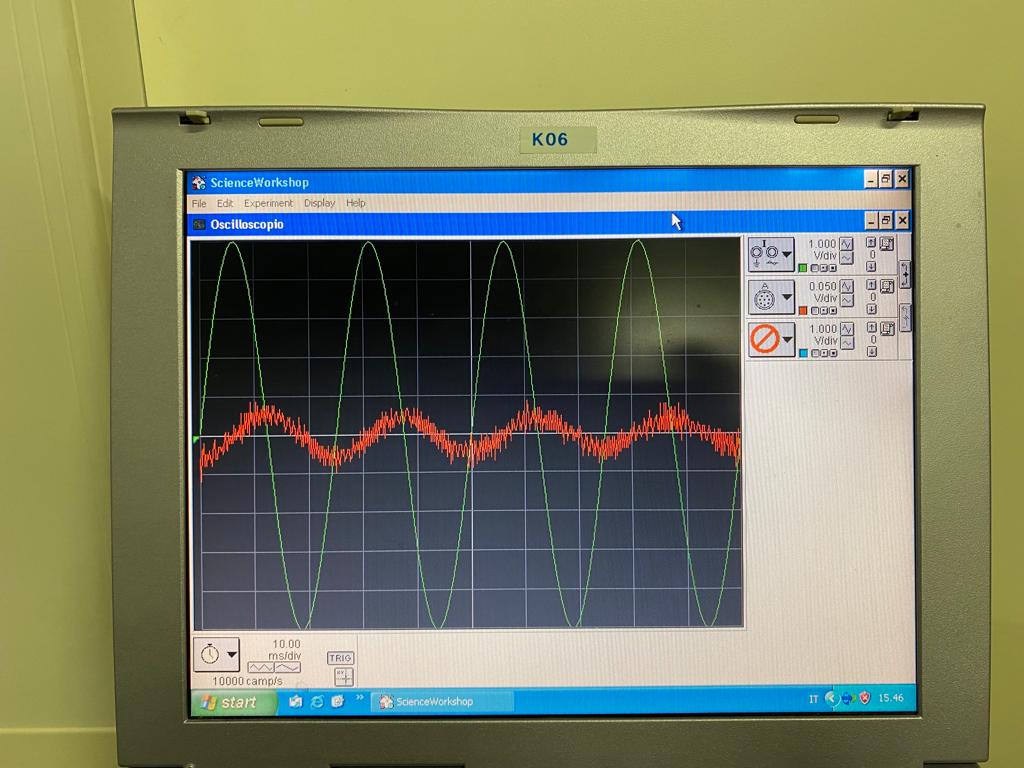 K06
ScienceWorkshop
File Edit Experiment Display Help
Oscilloscopio
1.000
V/div
0
A
0.050
V/div
0
1.000
V/div
0
10.00
ms/div
TRIG
10000 camp/s
start
ScienceWorkshop
IT
15.46